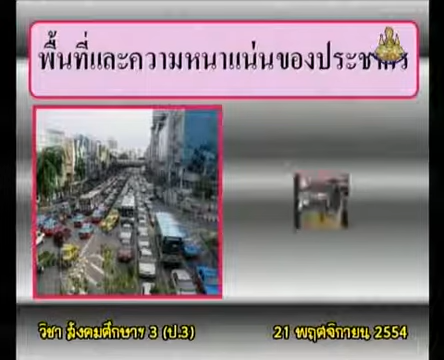 พื้นที่และความหนาแน่นของประชากร
วิชา สังคมศึกษาฯ 3 (ป.3)
21 พฤศจิกายน 2554